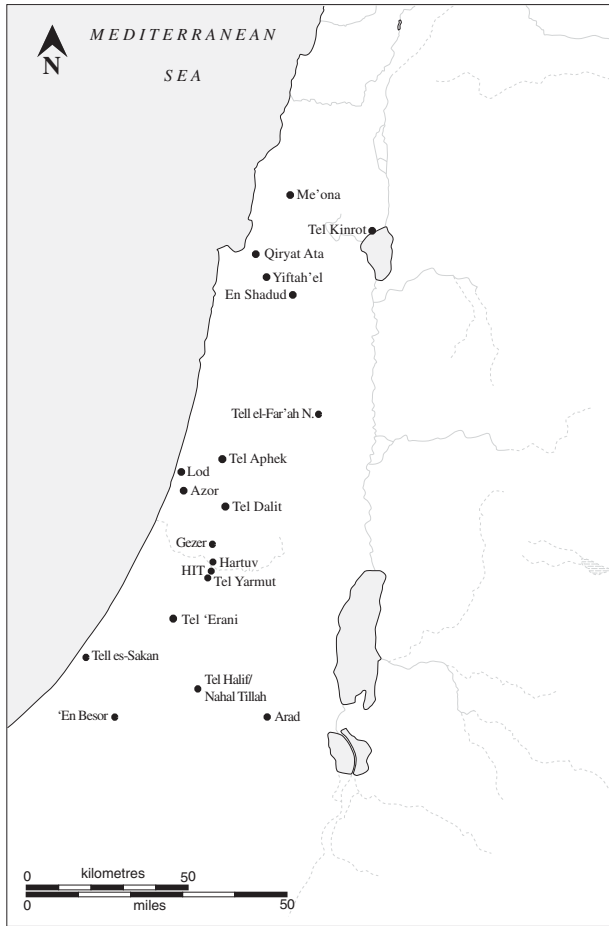 MEDITERRANEAN
SEA
N
Me’ona
Tel Kinrot
Qiryat Ata
Yiftah’el
En Shadud
Tell el-Far’ah N.
Tel Aphek
Lod
Azor
Tel Dalit
Gezer
Hartuv
HIT
Tel Yarmut
Tel ‘Erani
Tell es-Sakan
Tel Halif/
Nahal Tillah
‘En Besor
Arad
0 kilometres 50
0 miles 50